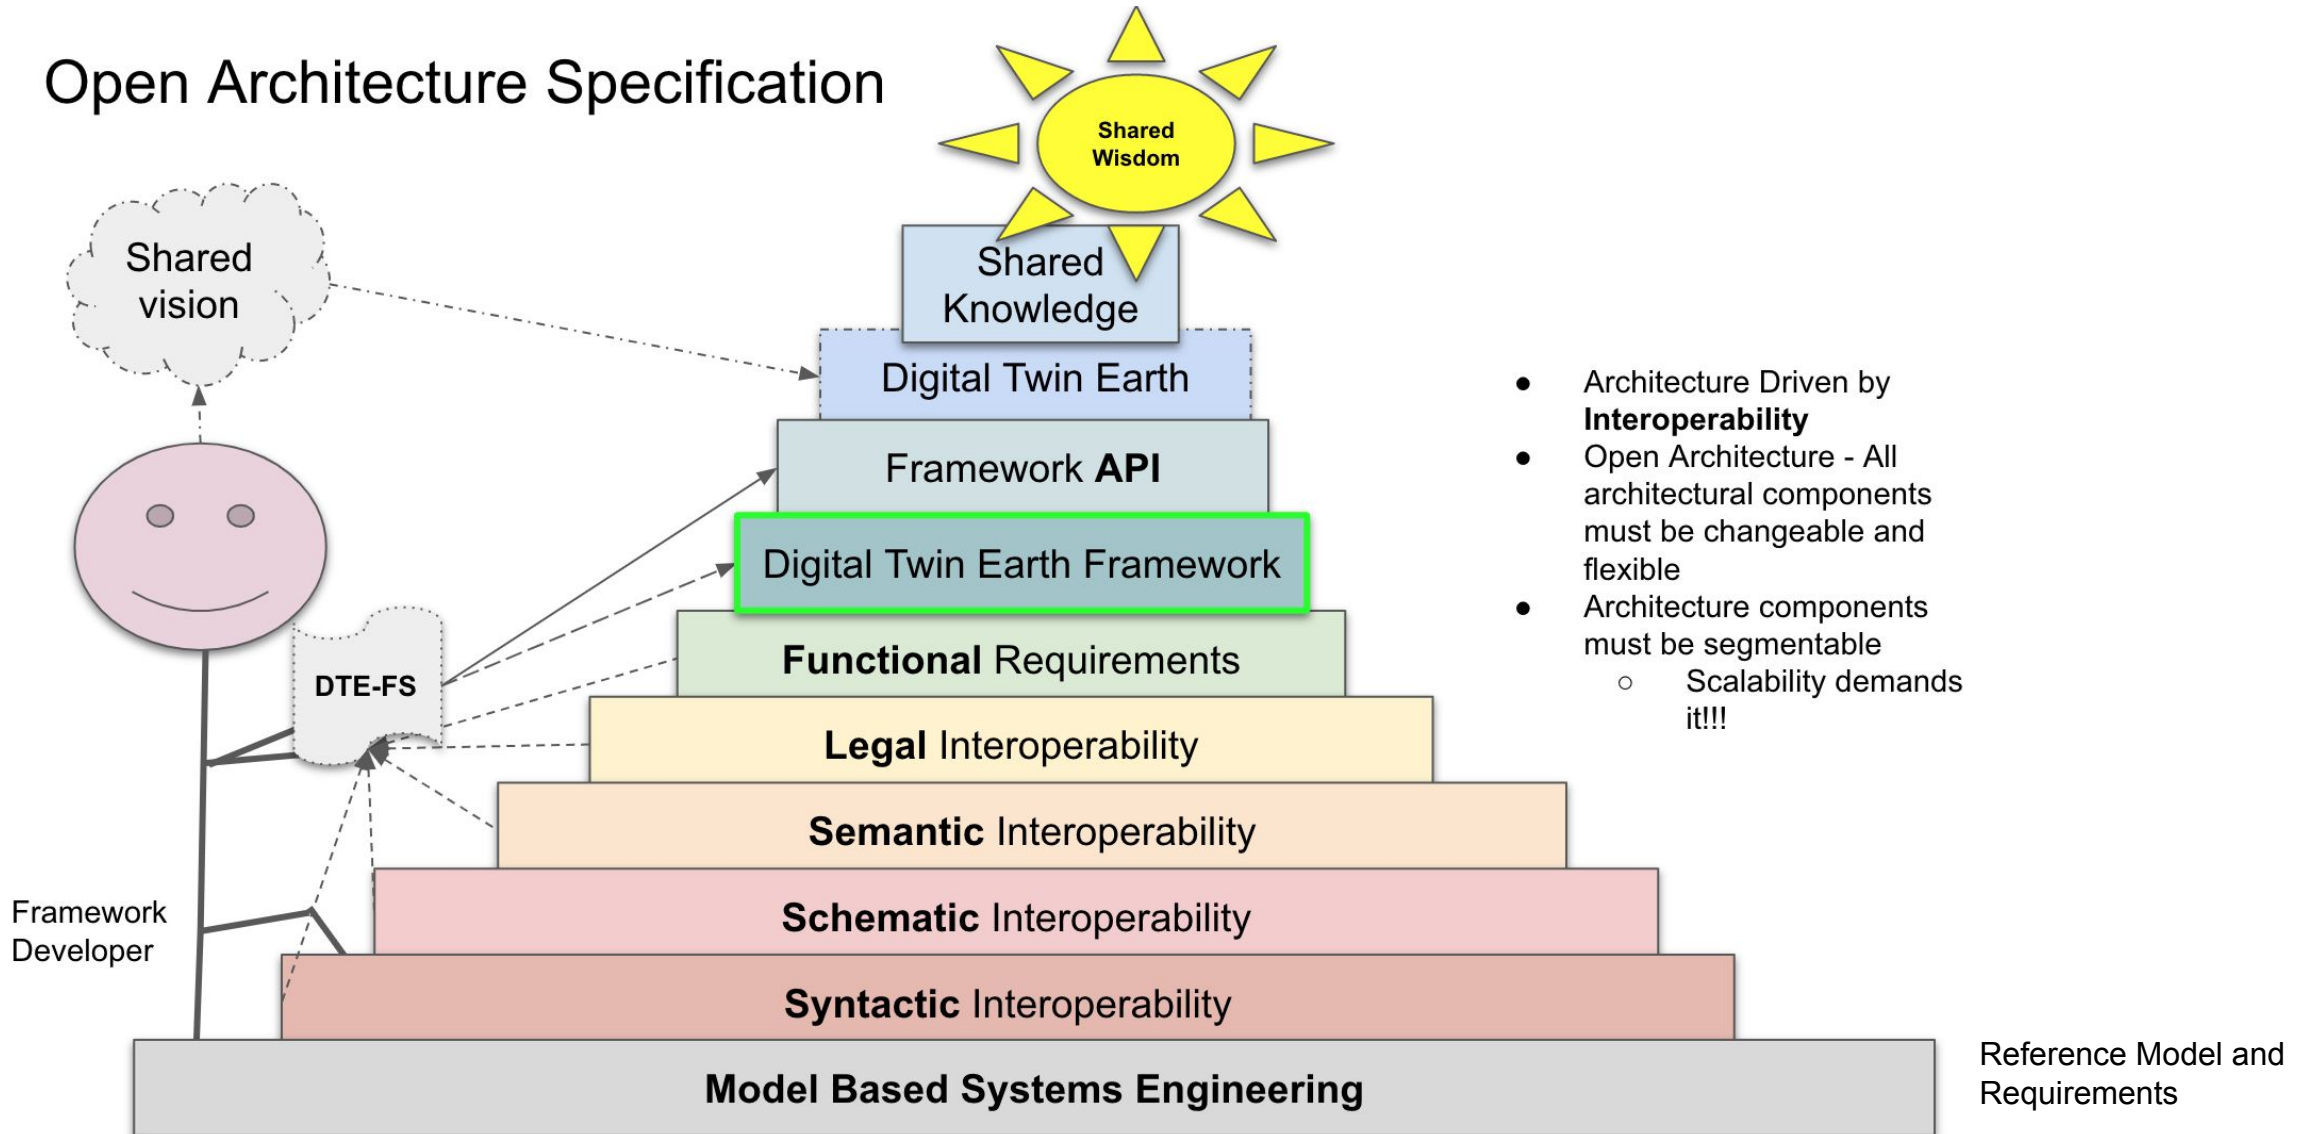 Open Architecture Specification
Shared
Wisdom
Shared
vision
Shared
Knowledge
Digital Twin Earth
Framework API
Digital Twin Earth Framework
DTE-FS
Functional Requirements
Legal Interoperability
Semantic Interoperability
Schematic Interoperability
Syntactic Interoperability
Model Based Systems Engineering
Framework
Developer
● Architecture Driven by
Interoperability
● Open Architecture - All
architectural components
must be changeable and
flexible
● Architecture components
must be segmentable
○ Scalability demands
it!!!
Reference Model and
Requirements